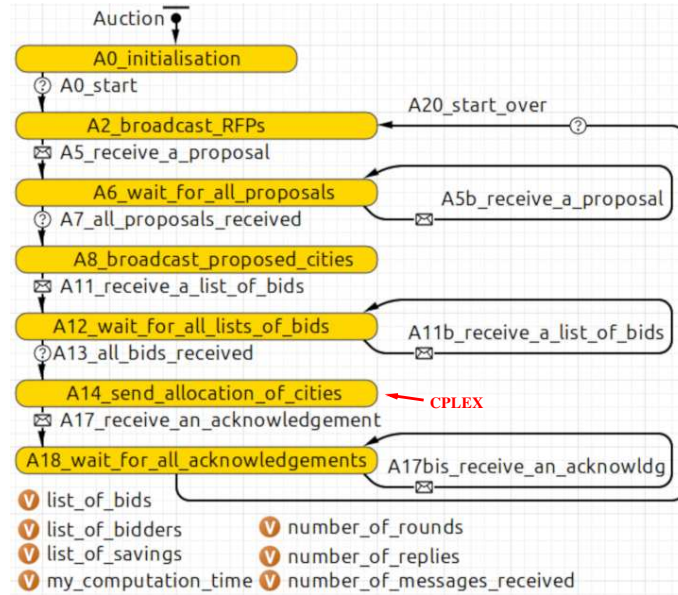 Auction
A0_initialisation
A0_start
A20_start_over
A2_broadcast_RFPs
A5_receive_a_proposal
A6_wait_for_all_proposals
A5b_receive_a_proposal
A7_all_proposals_received
A8_broadcast_proposed_cities
A11_receive_a_list_of_bids
A12_wait_for_all_lists_of_bids
A11b_receive_a_list_of_bids
A13_all_bids_received
A14_send_allocation_of_cities
CPLEX
A17_receive_an_acknowledgement
A18_wait_for_all_acknowledgements
A17bis_receive_an_acknowldg
V list_of_bids
V list_of_bidders
V number_of_rounds
V list_of_savings
V number_of_replies
V my_computation_time
V number_of_messages_received